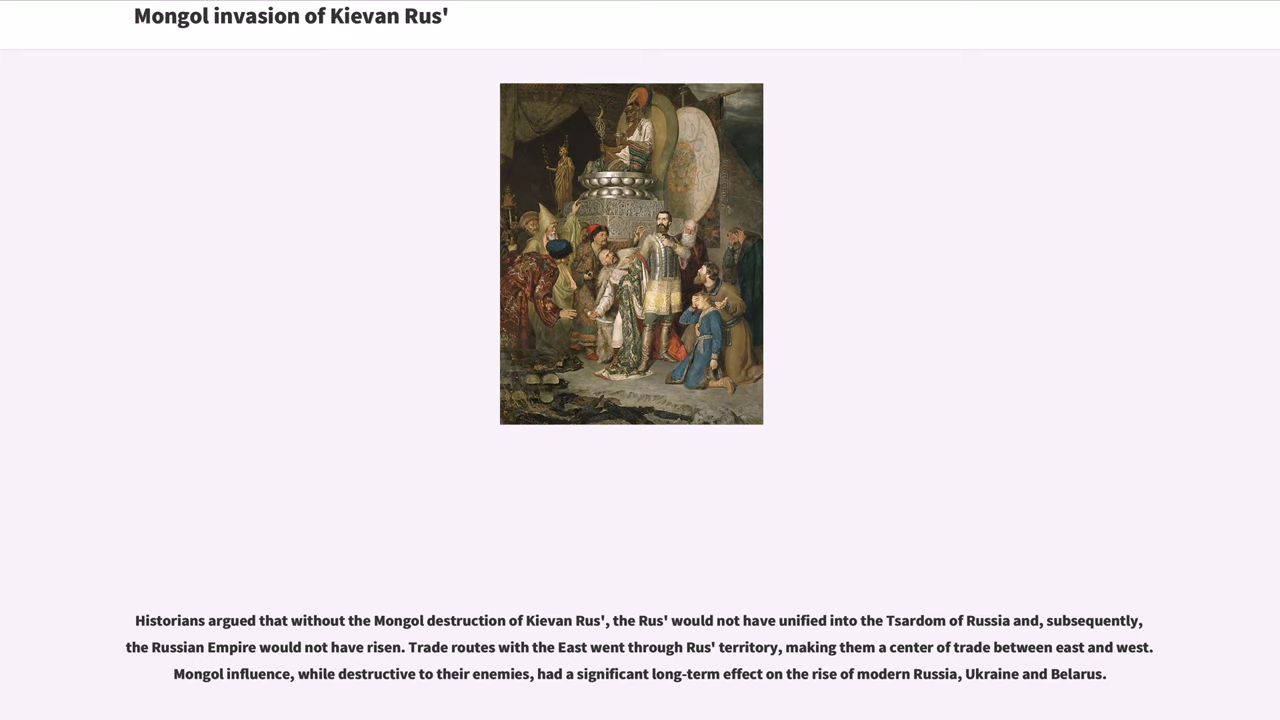 Mongol invasion of Kievan Rus'
Historians argued that without the Mongol destruction of Kievan Rus', the Rus' would not have unified into the Tsardom of Russia and, subsequently,
the Russian Empire would not have risen. Trade routes with the East went through Rus' territory, making them a center of trade between east and west.
Mongol influence, while destructive to their enemies, had a significant long-term effect on the rise of modern Russia, Ukraine and Belarus.